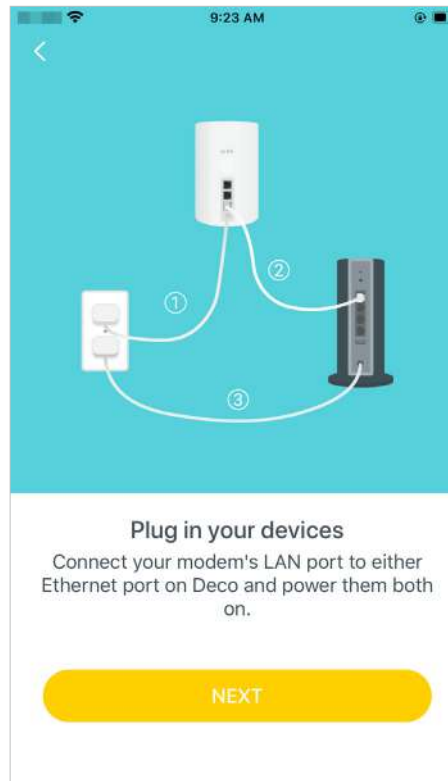 9:23 AM
②
①
③
Plug in your devices
Connect your modem's LAN port to either
Ethernet port on Deco and power them both
on.
NEXT